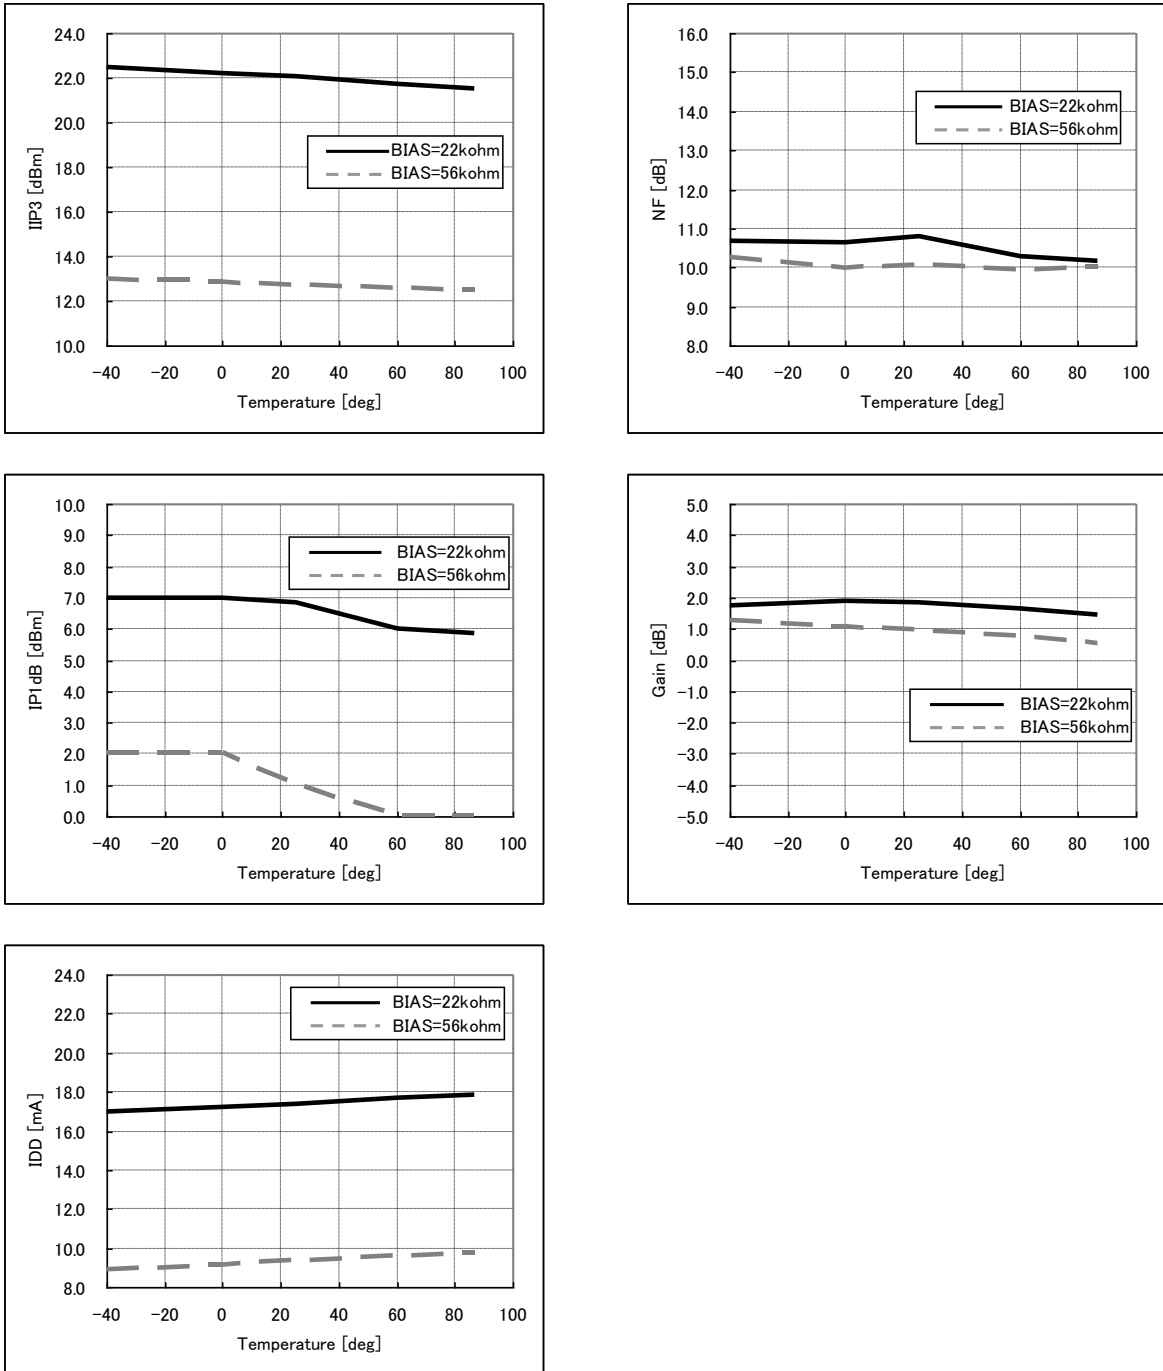 24.0
22.0
20.0
18.0
16.0
14.0
12.0
10.0
IIP3 [dBm]
BIAS=22kohm
BIAS=56kohm
-40 -20 0 20 40 60 80 100
Temperature [deg]
16.0
15.0
14.0
13.0
12.0
11.0
10.0
9.0
8.0
NF [dB]
BIAS=22kohm
BIAS=56kohm
-40 -20 0 20 40 60 80 100
Temperature [deg]
10.0
9.0
8.0
7.0
6.0
5.0
4.0
3.0
2.0
1.0
0.0
IP1dB [dBm]
BIAS=22kohm
BIAS=56kohm
-40 -20 0 20 40 60 80 100
Temperature [deg]
5.0
4.0
3.0
2.0
1.0
0.0
-1.0
-2.0
-3.0
-4.0
-5.0
Gain [dB]
BIAS=22kohm
BIAS=56kohm
-40 -20 0 20 40 60 80 100
Temperature [deg]
24.0
22.0
20.0
18.0
16.0
14.0
12.0
10.0
8.0
IDD [mA]
BIAS=22kohm
BIAS=56kohm
-40 -20 0 20 40 60 80 100
Temperature [deg]